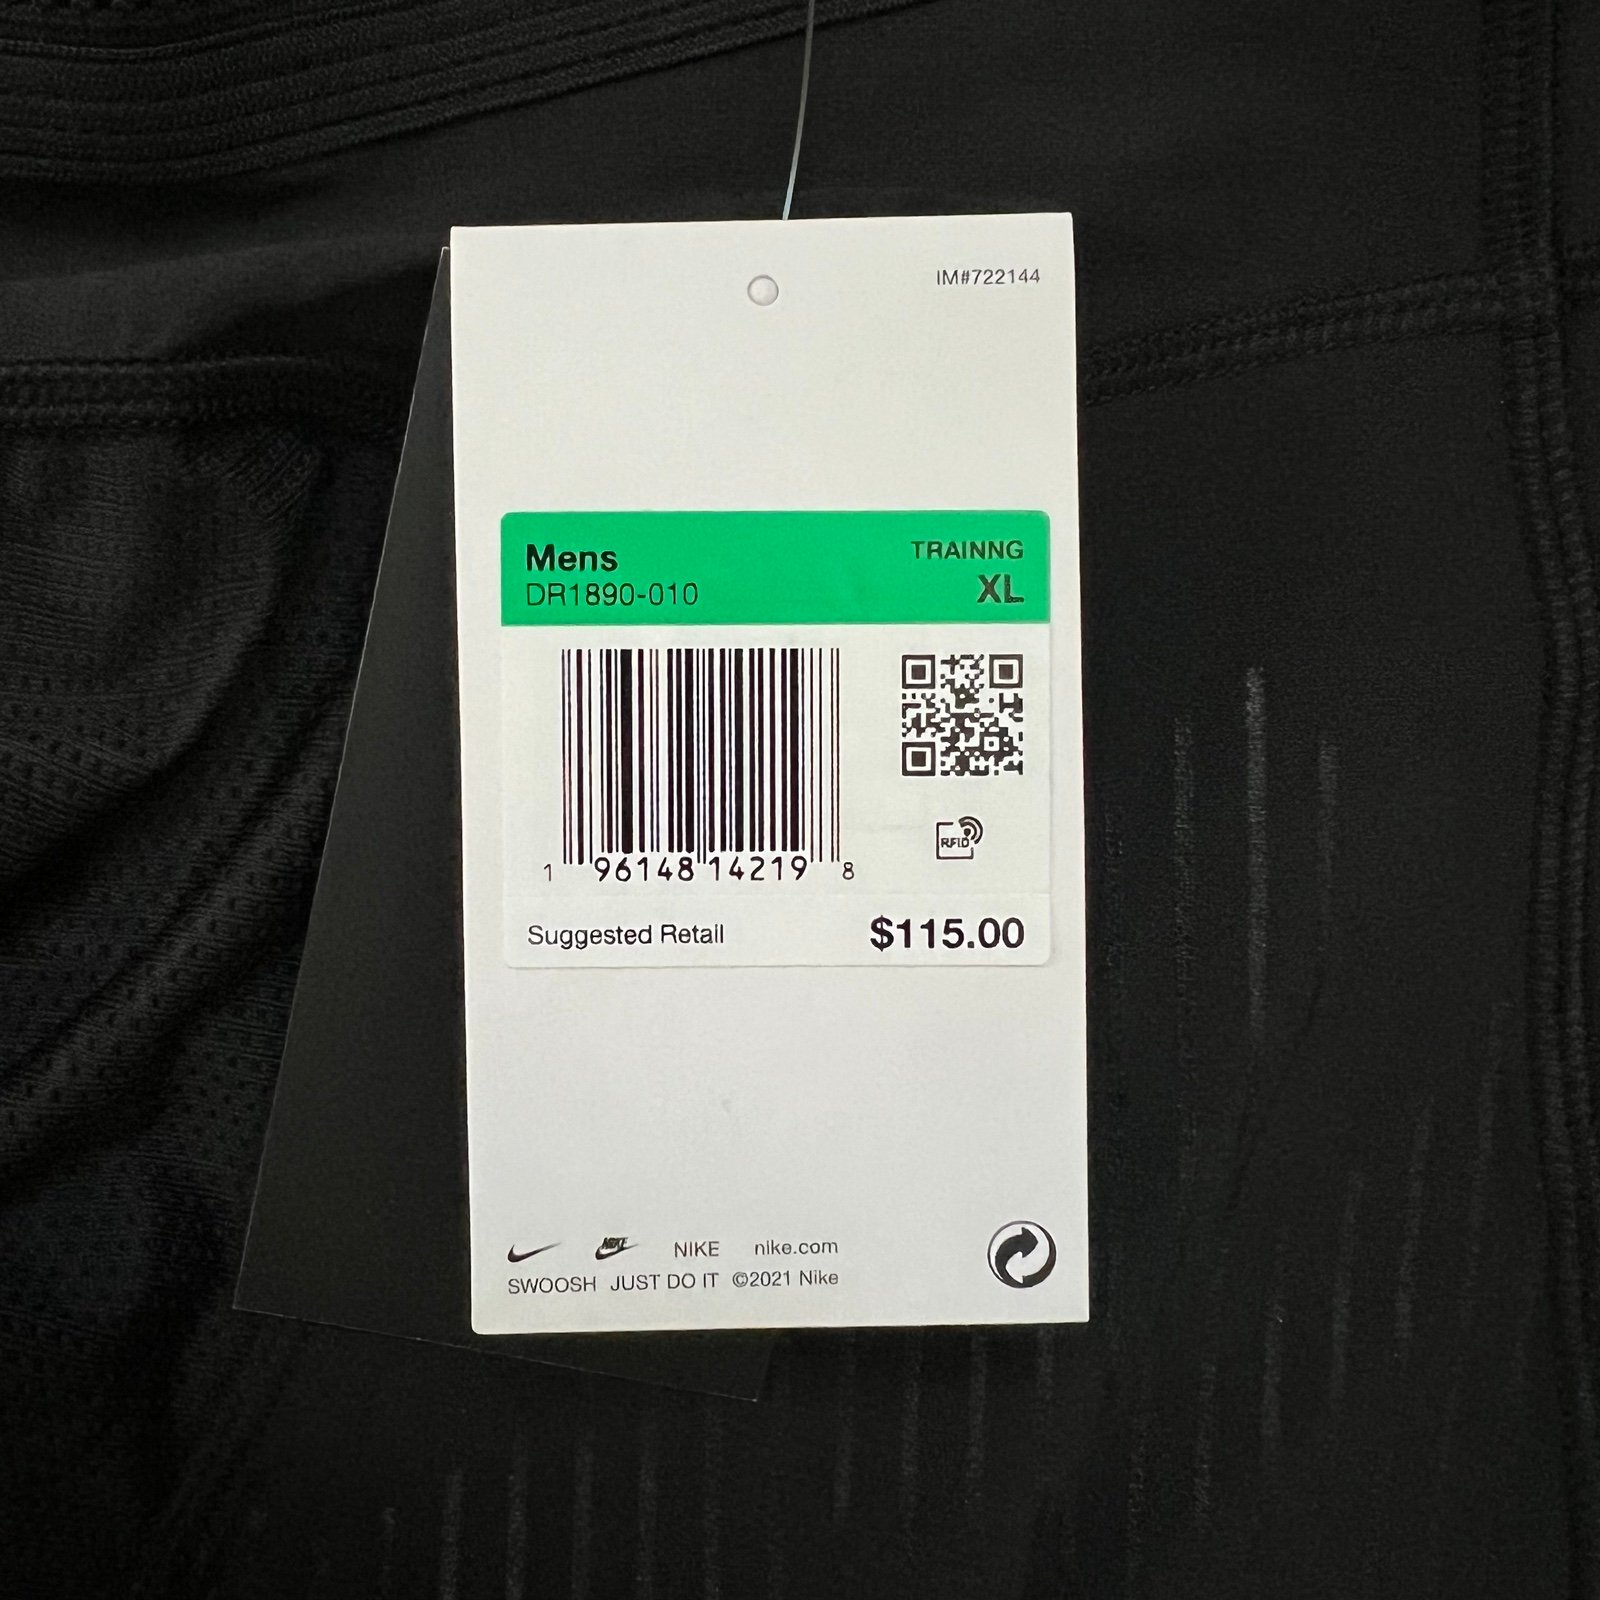 IM#722144
Mens
TRAINNG
DR1890-010
XL
1 96148 14219 8
RFID
Suggested Retail
$115.00
NIKE NIKE nike.com
SWOOSH JUST DO IT ©2021 Nike